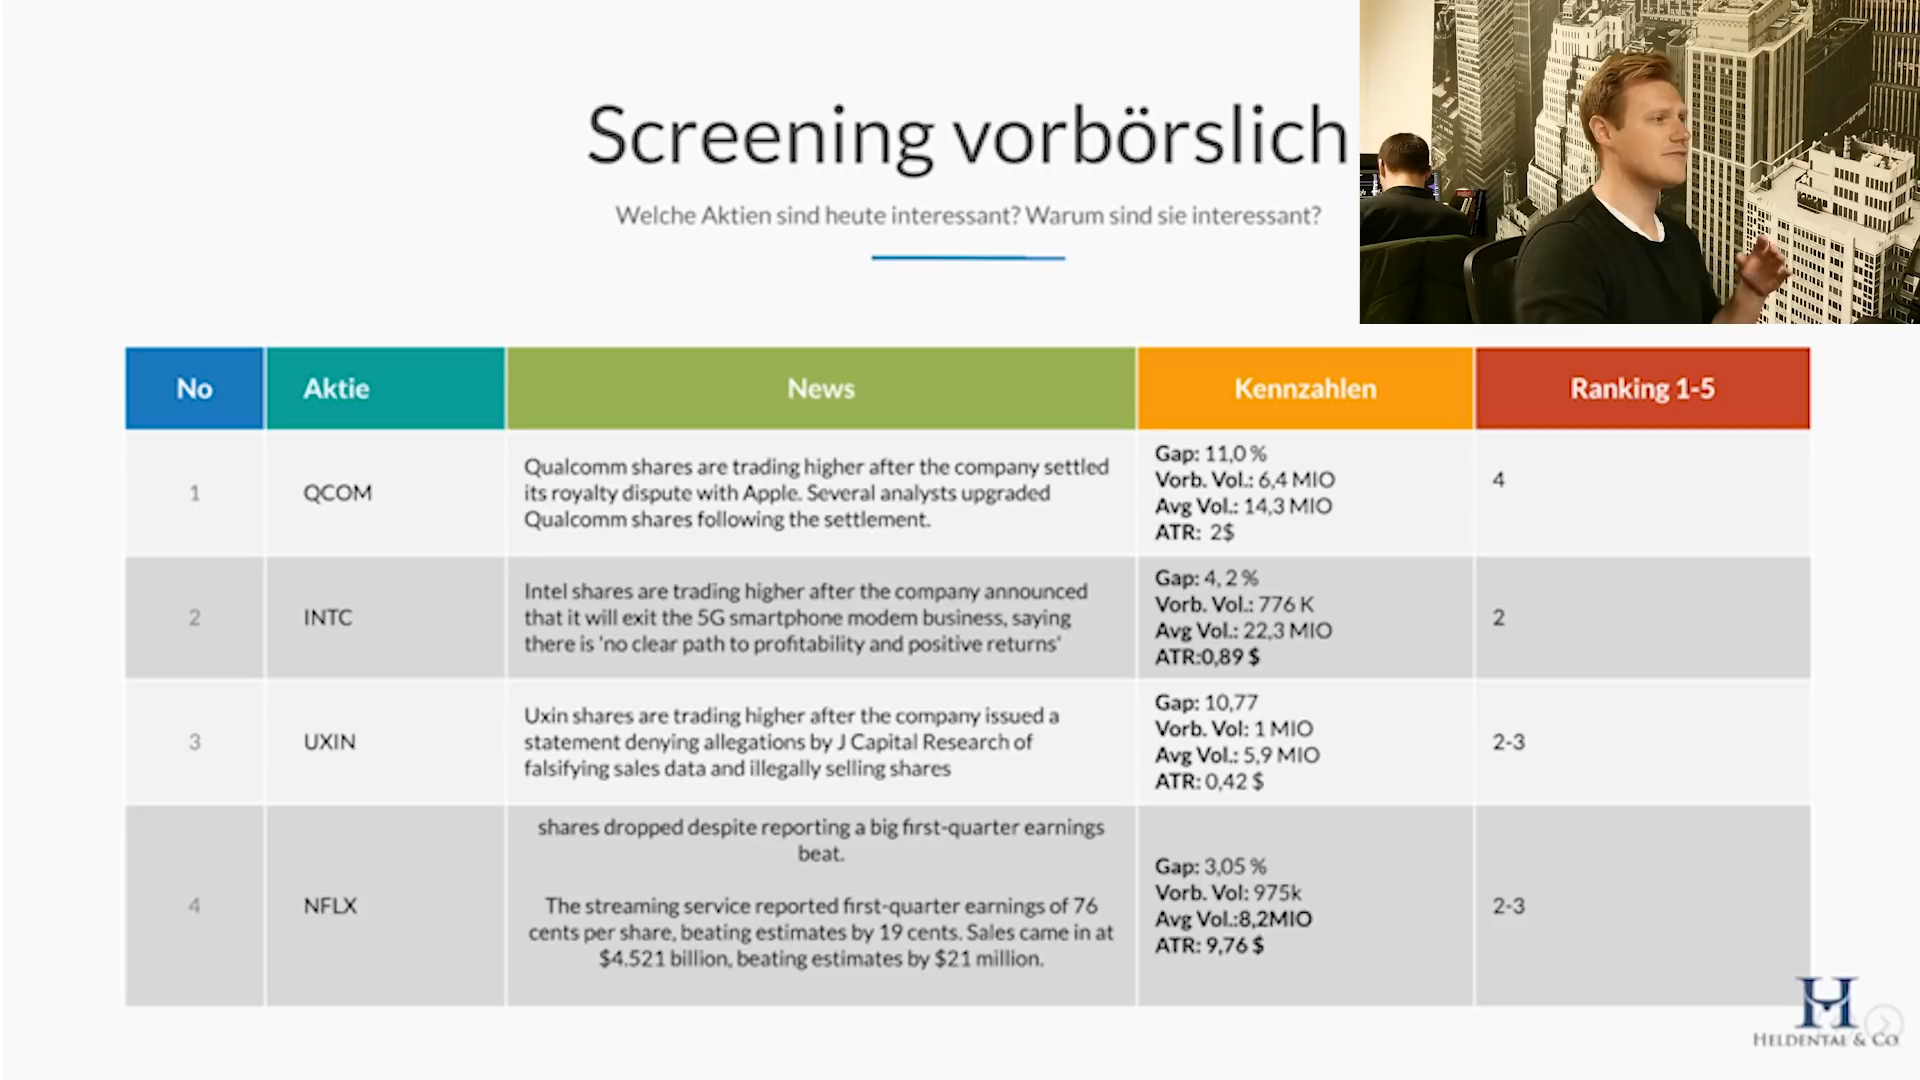 Screening vorbörslich
Welche Aktien sind heute interessant? Warum sind sie interessant?
No
Aktie
News
Kennzahlen
Ranking 1-5
1
QCOM
Qualcomm shares are trading higher after the company settled
its royalty dispute with Apple. Several analysts upgraded
Qualcomm shares following the settlement.
Gap: 11,0 %
Vorb. Vol.: 6,4 MIO
Avg Vol.: 14,3 MIO
ATR: 2$
4
2
INTC
Intel shares are trading higher after the company announced
that it will exit the 5G smartphone modem business, saying
there is 'no clear path to profitability and positive returns'
Gap: 4, 2 %
Vorb. Vol.: 776 K
Avg Vol.: 22,3 MIO
ATR:0,89 $
2
3
UXIN
Uxin shares are trading higher after the company issued a
statement denying allegations by J Capital Research of
falsifying sales data and illegally selling shares
Gap: 10,77
Vorb. Vol: 1 MIO
Avg Vol.: 5,9 MIO
ATR: 0,42 $
2-3
4
NFLX
shares dropped despite reporting a big first-quarter earnings
beat.
The streaming service reported first-quarter earnings of 76
cents per share, beating estimates by 19 cents. Sales came in at
$4.521 billion, beating estimates by $21 million.
Gap: 3,05 %
Vorb. Vol: 975k
Avg Vol.:8,2MIO
ATR: 9,76 $
2-3
H
HELDENTAL & CO